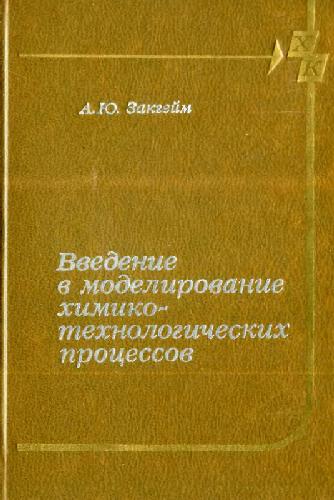 Х
К
А. Ю. Закгейм
Введение
в моделирование
химико-
технологических
процессов